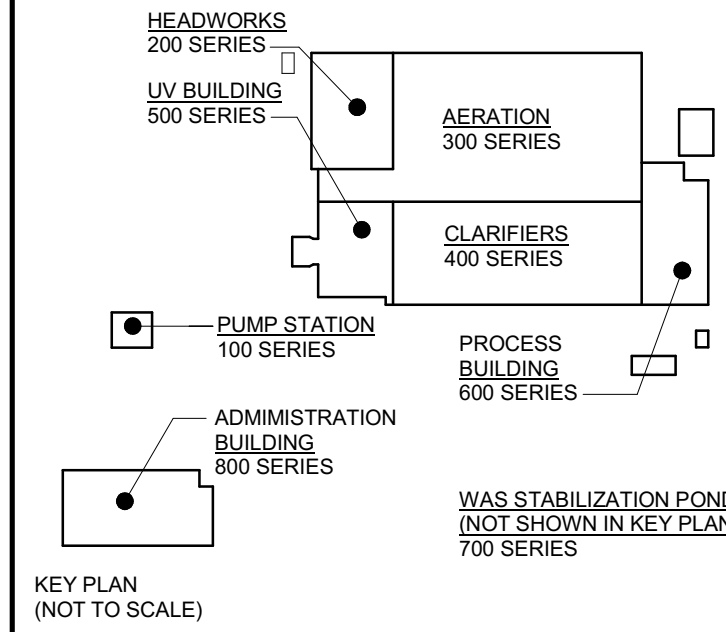 HEADWORKS
200 SERIES
UV BUILDING
500 SERIES
AERATION
300 SERIES
CLARIFIERS
400 SERIES
PUMP STATION
100 SERIES
PROCESS
BUILDING
600 SERIES
ADMIMISTRATION
BUILDING
800 SERIES
WAS STABILIZATION POND
(NOT SHOWN IN KEY PLAN
700 SERIES
KEY PLAN
(NOT TO SCALE)